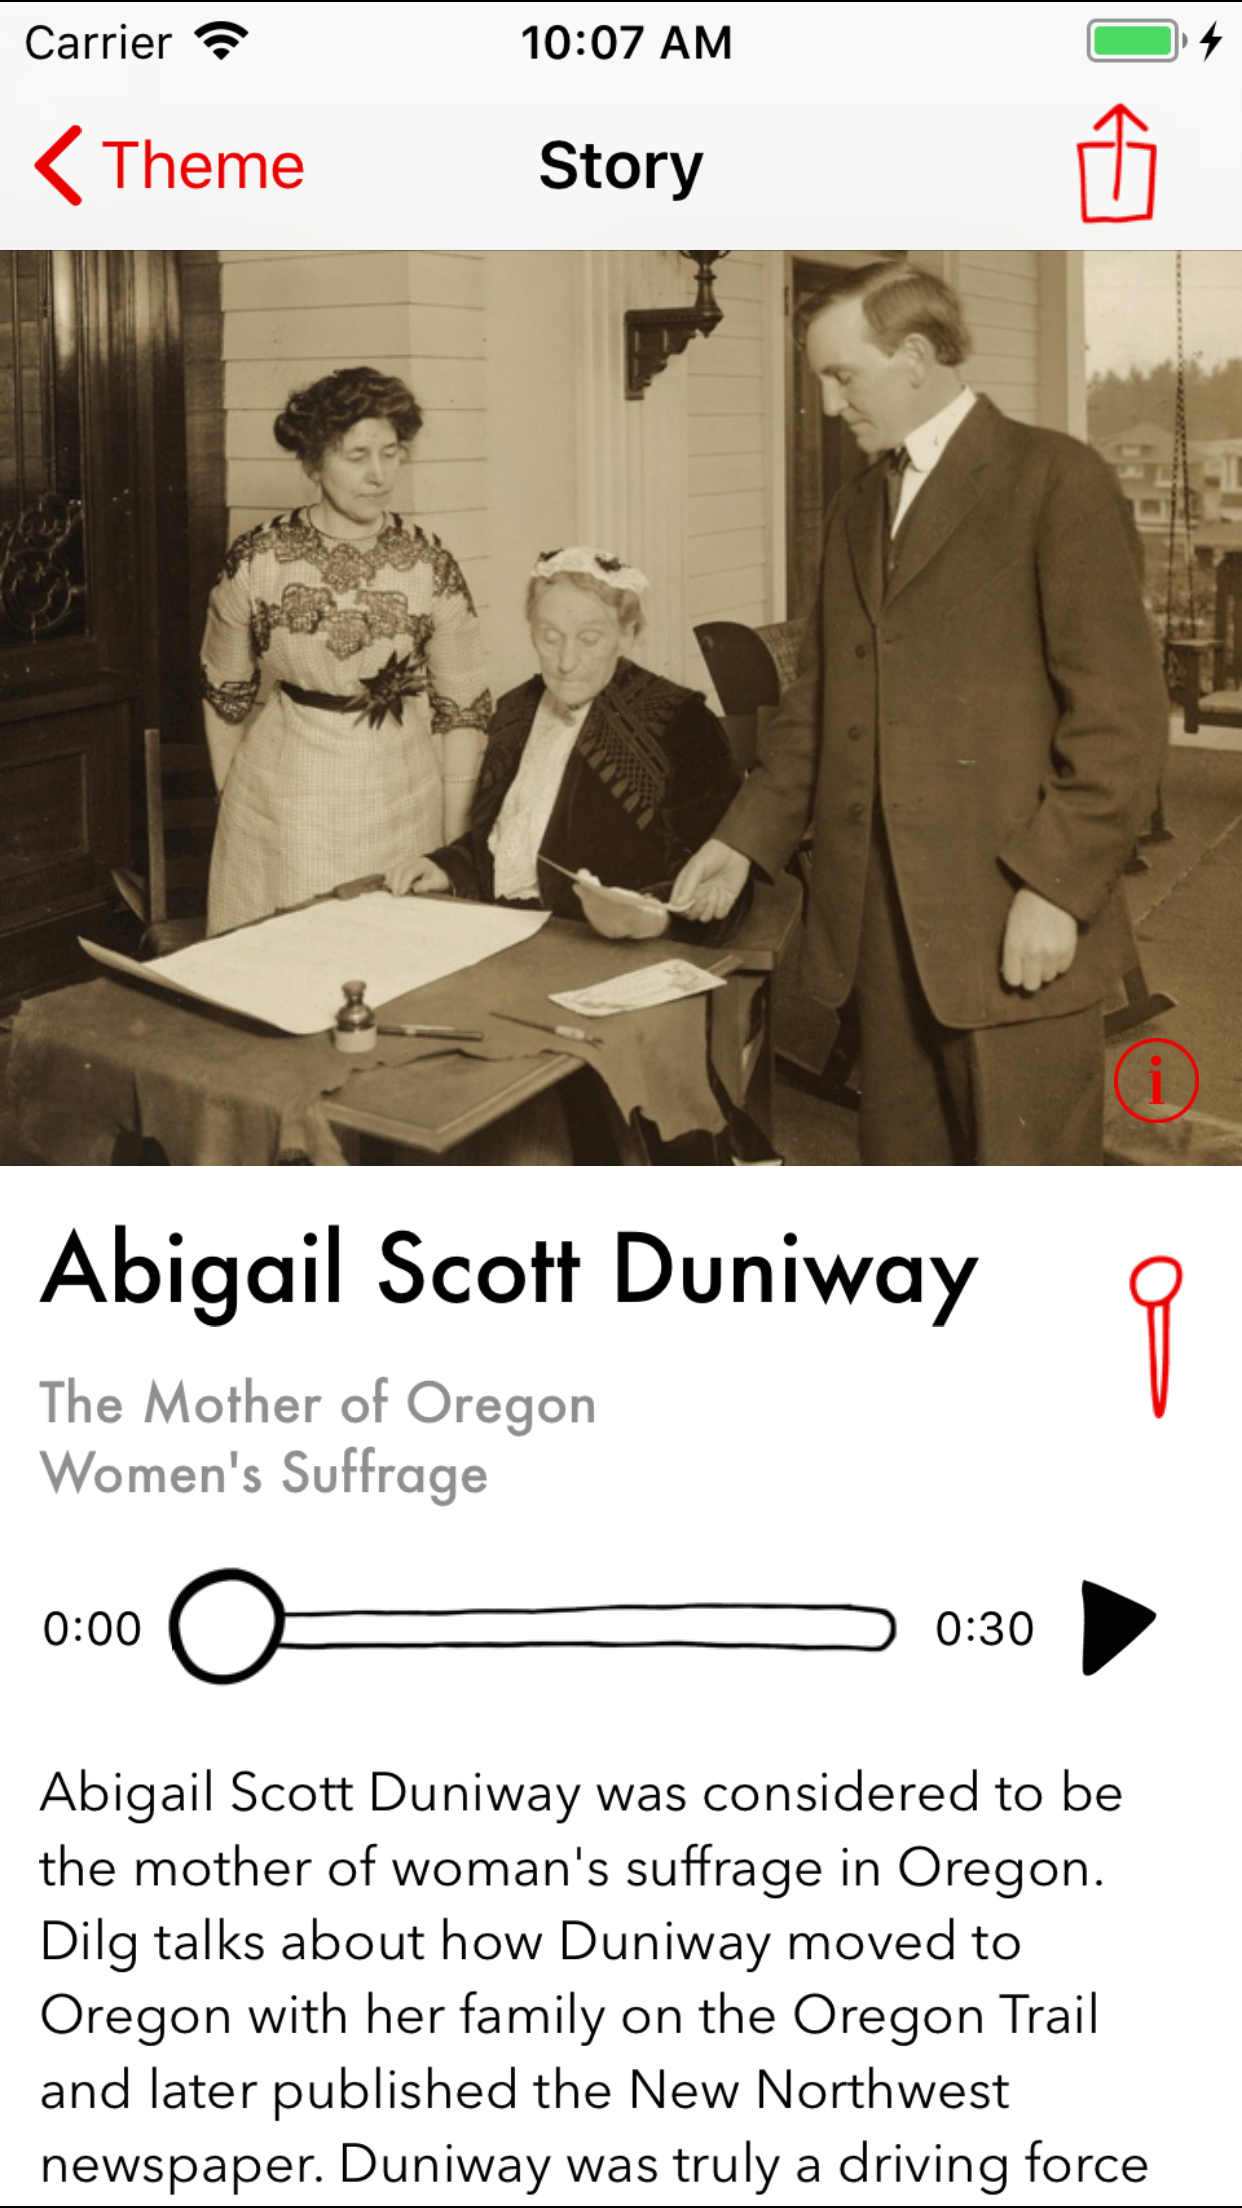 Carrier 10:07 AM
Theme Story
i
Abigail Scott Duniway
The Mother of Oregon
Women's Suffrage
0:00 0:30
Abigail Scott Duniway was considered to be
the mother of woman's suffrage in Oregon.
Dilg talks about how Duniway moved to
Oregon with her family on the Oregon Trail
and later published the New Northwest
newspaper. Duniway was truly a driving force